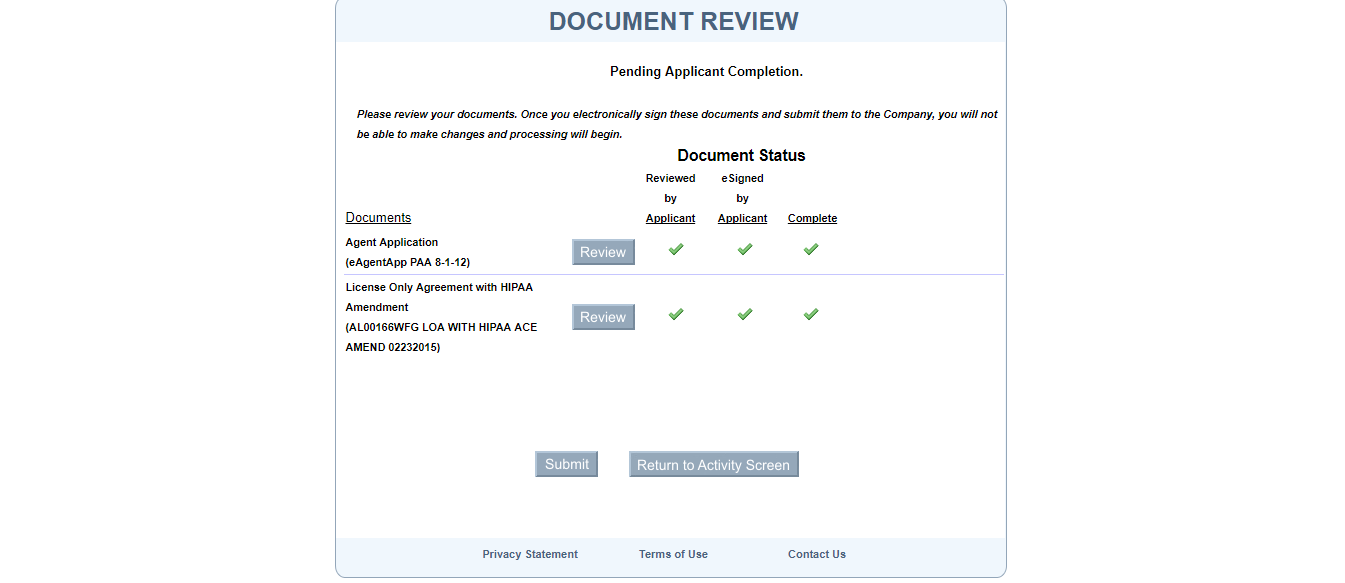 DOCUMENT REVIEW
Pending Applicant Completion.
Please review your documents. Once you electronically sign these documents and submit them to the Company, you will not
be able to make changes and processing will begin.
Document Status
Reviewed eSigned
by by
Documents Applicant Applicant Complete
Agent Application
(eAgentApp PAA 8-1-12)
Review
License Only Agreement with HIPAA
Amendment
(AL00166WFG LOA WITH HIPAA ACE
AMEND 02232015)
Review
Submit Return to Activity Screen
Privacy Statement Terms of Use Contact Us